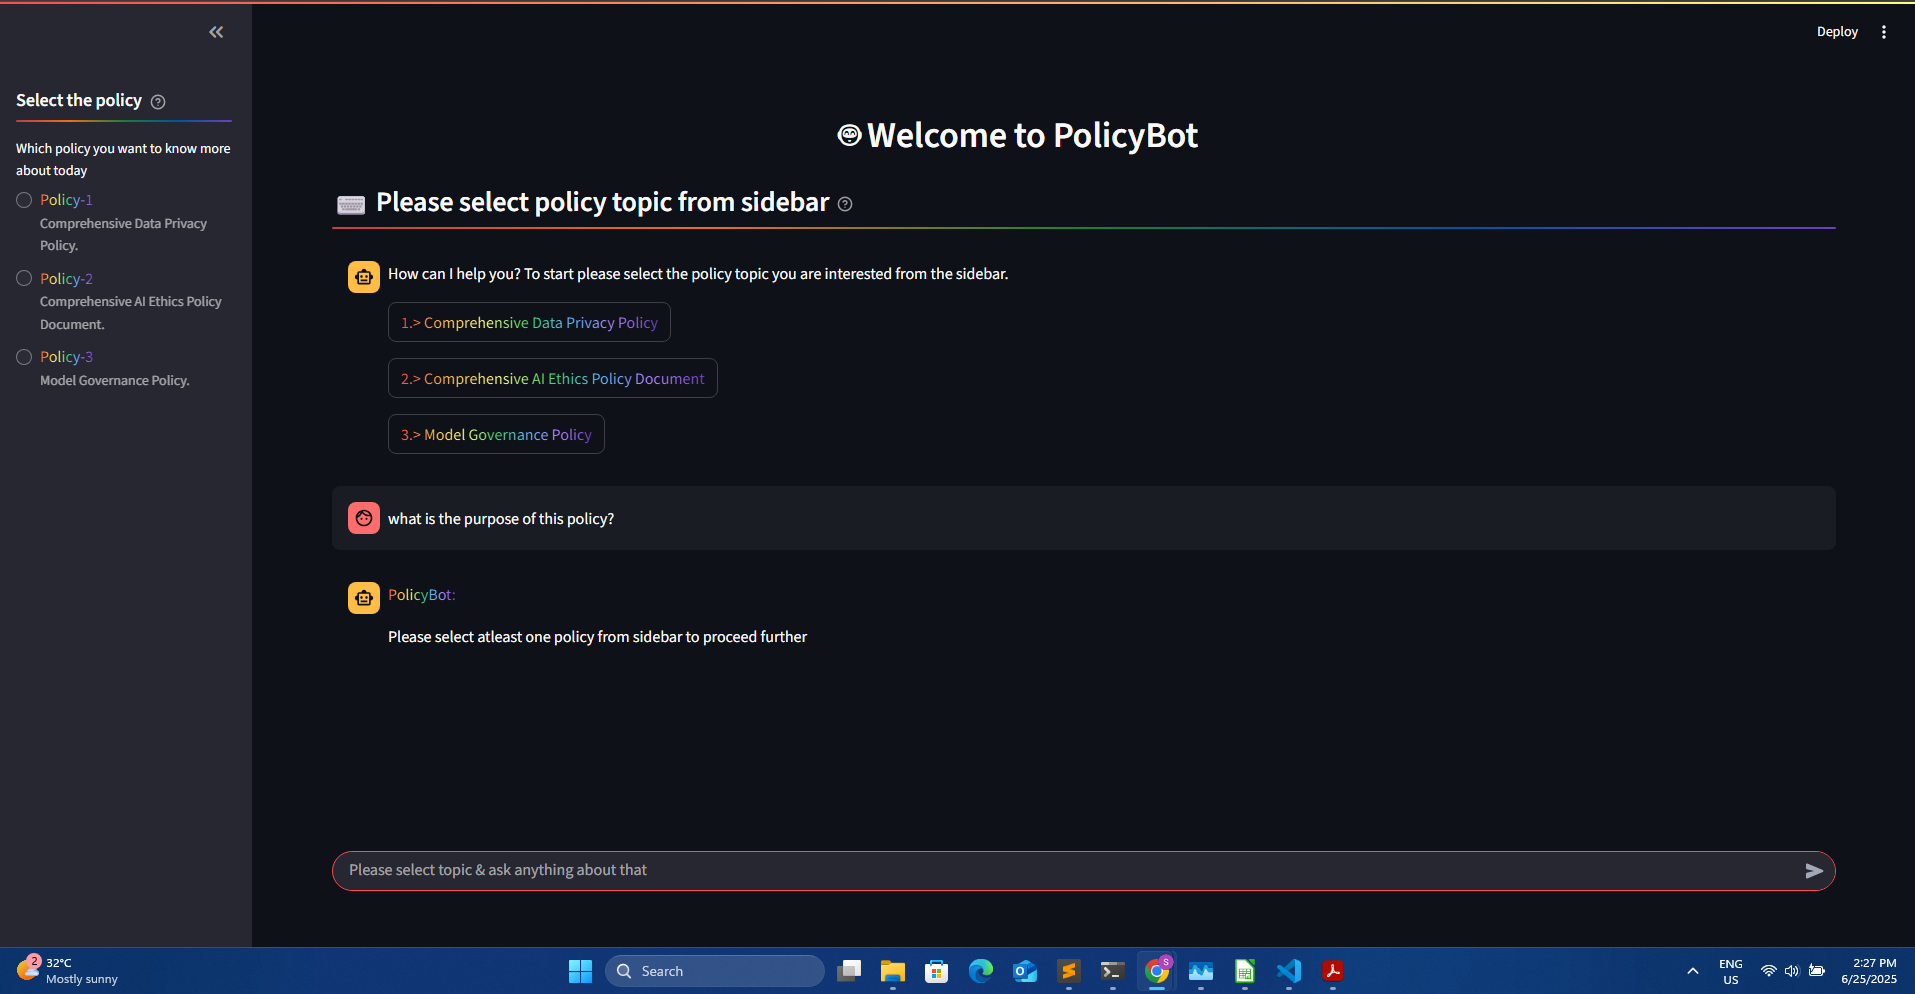 Deploy
Select the policy
Which policy you want to know more
about today
Policy-1
Comprehensive Data Privacy
Policy.
Policy-2
Comprehensive AI Ethics Policy
Document.
Policy-3
Model Governance Policy.
Welcome to PolicyBot
Please select policy topic from sidebar
How can I help you? To start please select the policy topic you are interested from the sidebar.
1.> Comprehensive Data Privacy Policy
2.> Comprehensive AI Ethics Policy Document
3.> Model Governance Policy
what is the purpose of this policy?
PolicyBot:
Please select atleast one policy from sidebar to proceed further
Please select topic & ask anything about that
2
32°C
Mostly sunny
Search
S
ENG
US
2:27 PM
6/25/2025